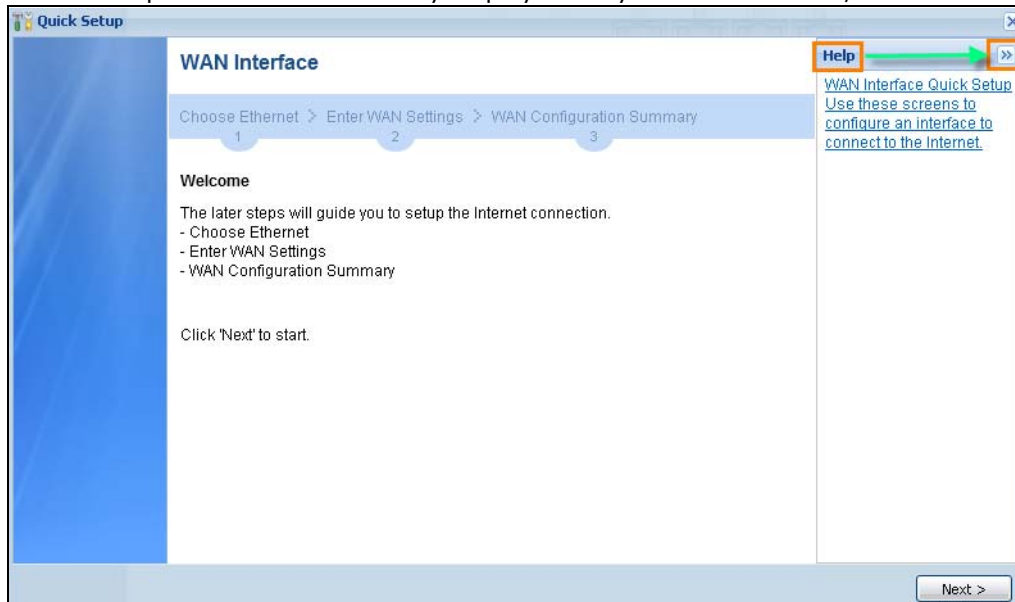 Quick Setup
WAN Interface
Choose Ethernet > Enter WAN Settings > WAN Configuration Summary
1 2 3
Welcome
The later steps will guide you to setup the Internet connection.
- Choose Ethernet
- Enter WAN Settings
- WAN Configuration Summary
Click 'Next' to start.
Help
WAN Interface Quick Setup
Use these screens to
configure an interface to
connect to the Internet.
Next >